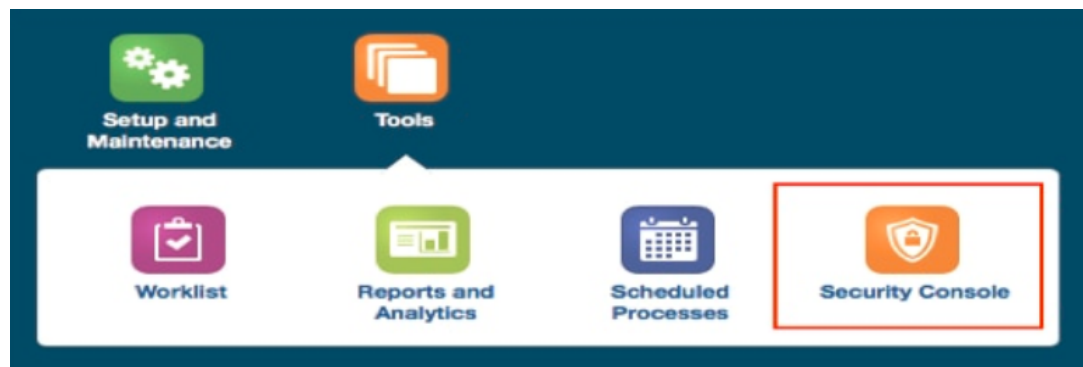 Setup and
Maintenance
Tools
Worklist
Reports and
Analytics
Scheduled
Processes
Security Console